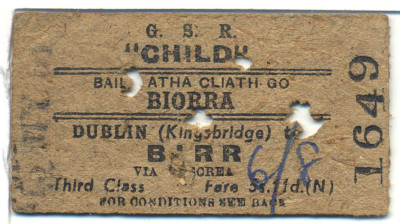 G. S. R.
"CHILD"
BAILE ATHA CLIATH-GO
BIORRA
DUBLIN (Kingsbridge) to
BIRR
VIA
Third Class Fare 5s. 11d. (N)
FOR CONDITIONS SEE BACK
6/8
1649